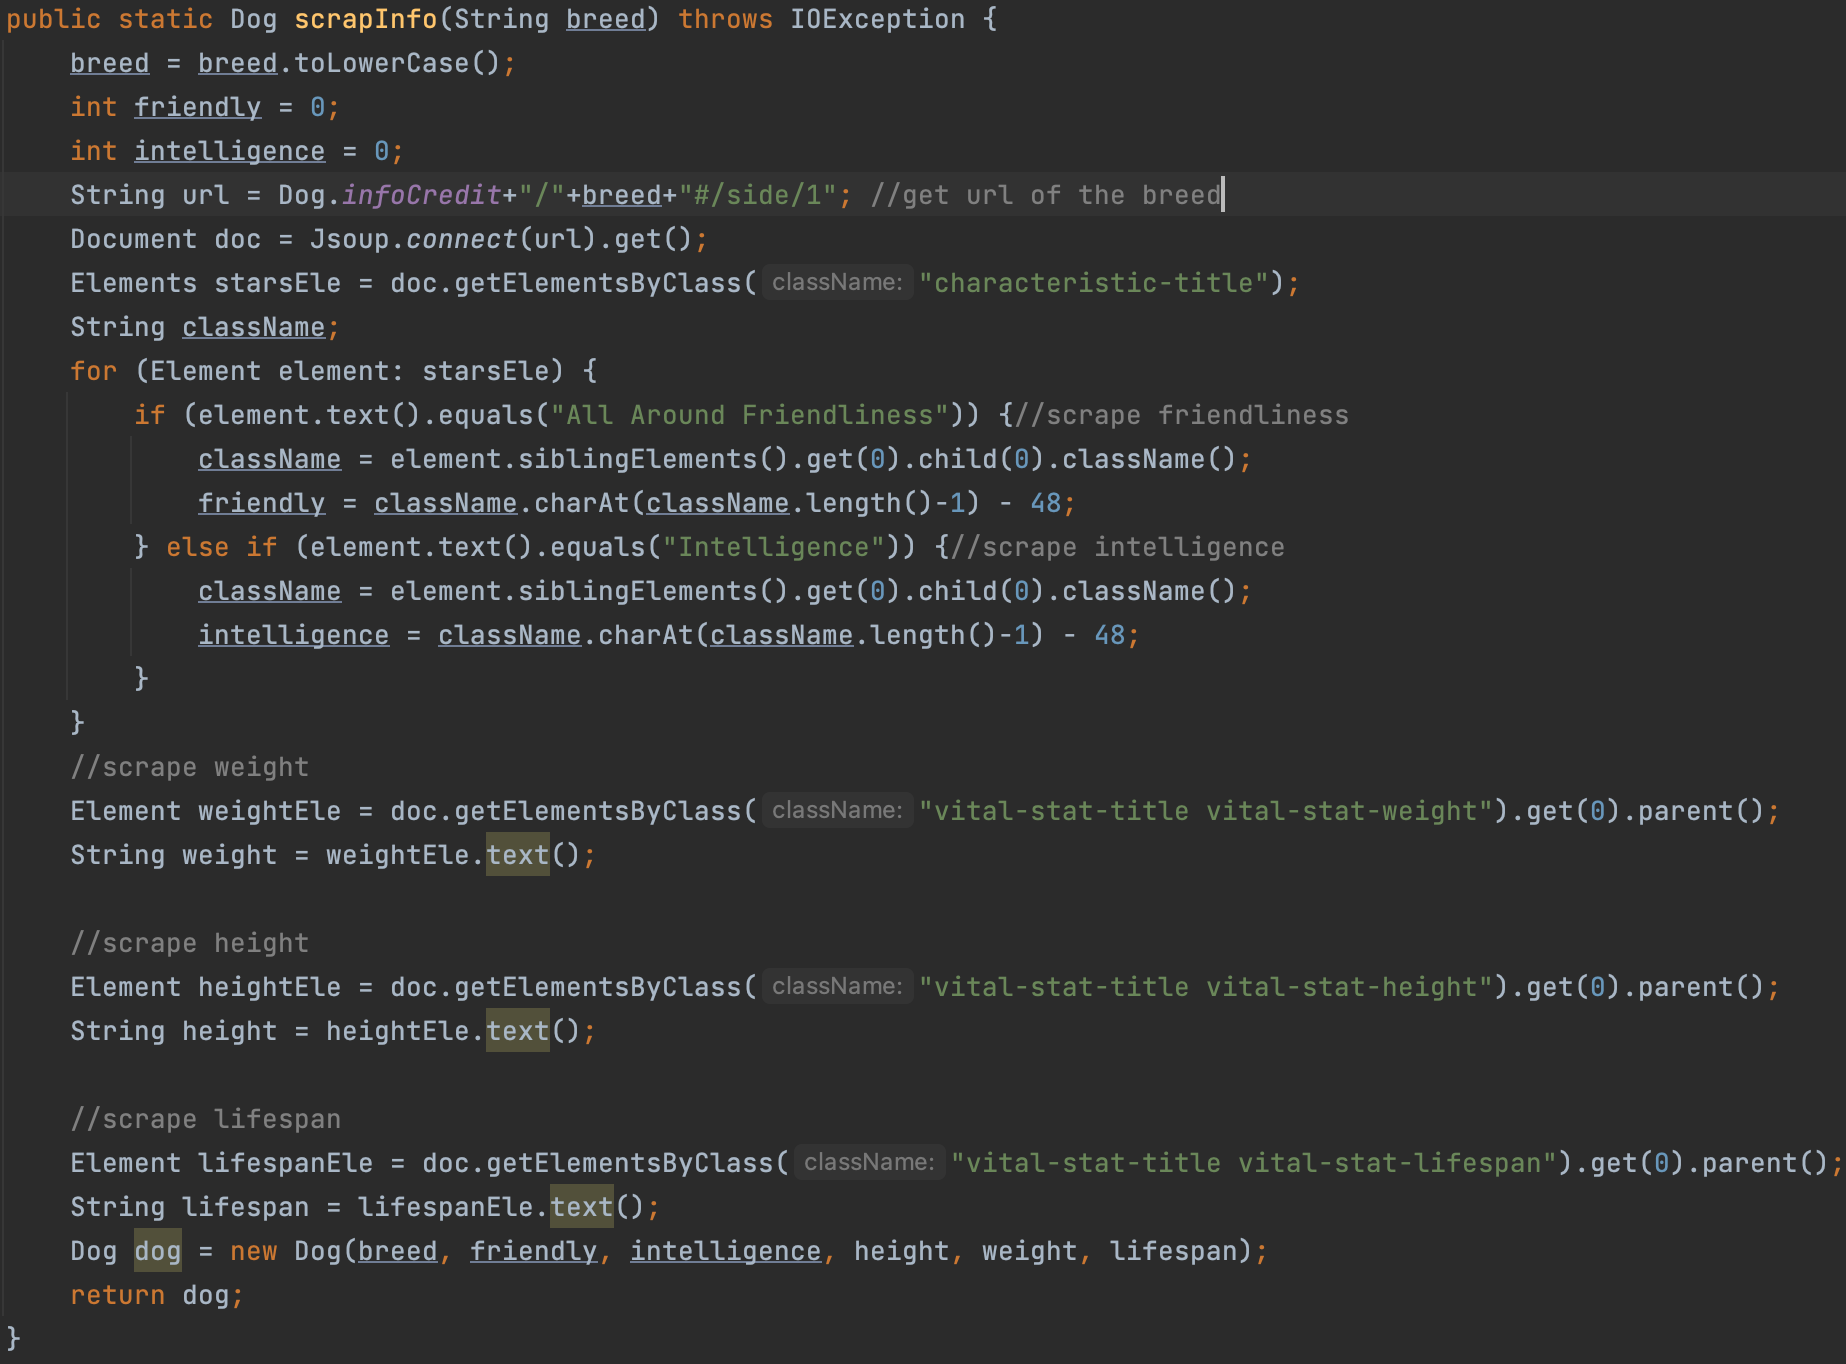 public static Dog scrapInfo(String breed) throws IOException {
    breed = breed.toLowerCase();
    int friendly = 0;
    int intelligence = 0;
    String url = Dog.infoCredit+"/"+breed+"#/side/1"; //get url of the breed
    Document doc = Jsoup.connect(url).get();
    Elements starsEle = doc.getElementsByClass( className: "characteristic-title");
    String className;
    for (Element element: starsEle) {
        if (element.text().equals("All Around Friendliness")) {//scrape friendliness
            className = element.siblingElements().get(0).child(0).className();
            friendly = className.charAt(className.length()-1) - 48;
        } else if (element.text().equals("Intelligence")) {//scrape intelligence
            className = element.siblingElements().get(0).child(0).className();
            intelligence = className.charAt(className.length()-1) - 48;
        }
    }
    //scrape weight
    Element weightEle = doc.getElementsByClass( className: "vital-stat-title vital-stat-weight").get(0).parent();
    String weight = weightEle.text();

    //scrape height
    Element heightEle = doc.getElementsByClass( className: "vital-stat-title vital-stat-height").get(0).parent();
    String height = heightEle.text();

    //scrape lifespan
    Element lifespanEle = doc.getElementsByClass( className: "vital-stat-title vital-stat-lifespan").get(0).parent();
    String lifespan = lifespanEle.text();
    Dog dog = new Dog(breed, friendly, intelligence, height, weight, lifespan);
    return dog;
}